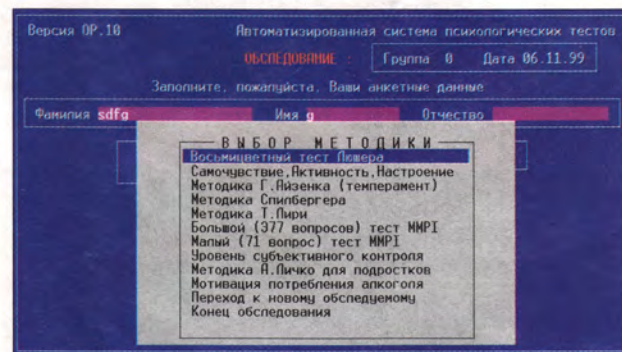 Версия ОР.10 Автоматизированная система психологических тестов
ОБСЛЕДОВАНИЕ : Группа 0 Дата 06.11.99
Заполните, пожалуйста, Ваши анкетные данные
Фамилия sdfg Имя g Отчество
ВЫБОР МЕТОДИКИ
Восьмицветный тест Люшера
Самочувствие,Активность,Настроение
Методика Г.Айзенка (темперамент)
Методика Спилбергера
Методика Т.Лири
Большой (377 вопросов) тест MMPI
Малый (71 вопрос) тест MMPI
Уровень субъективного контроля
Методика А.Личко для подростков
Мотивация потребления алкоголя
Переход к новому обследуемому
Конец обследования